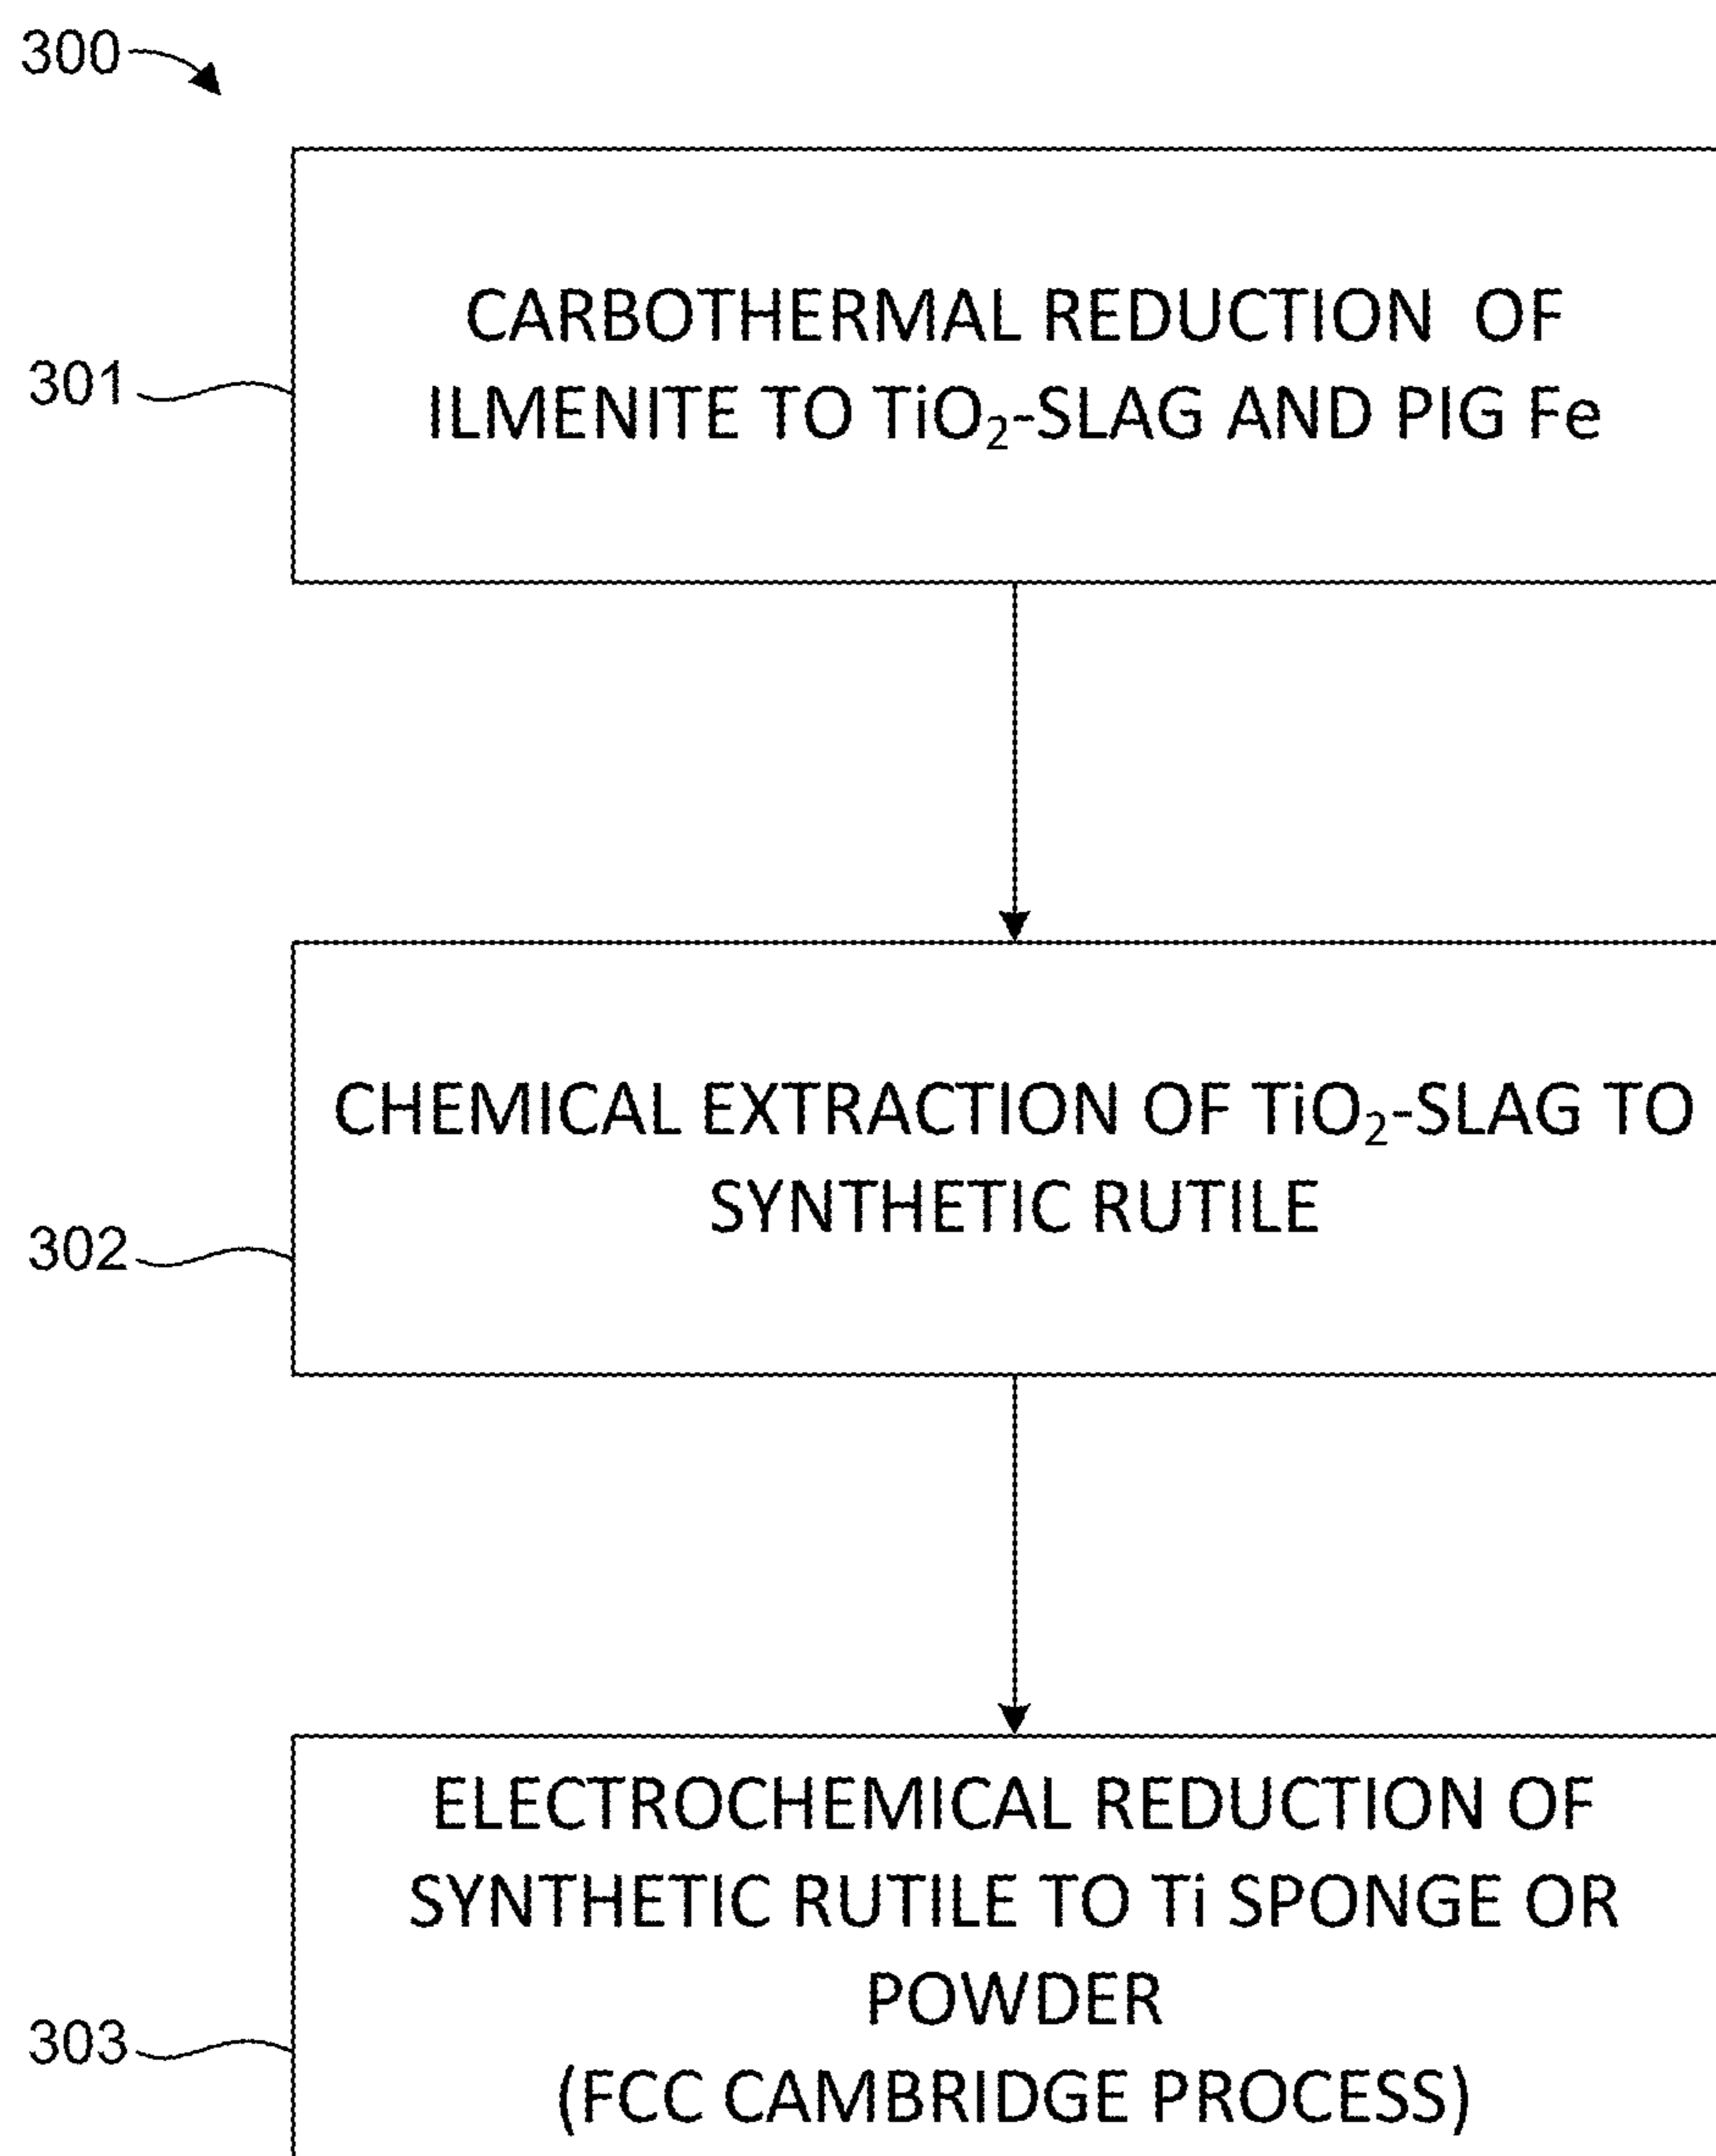 300
301
CARBOTHERMAL REDUCTION OF
ILMENITE TO TiO₂-SLAG AND PIG Fe
302
CHEMICAL EXTRACTION OF TiO₂-SLAG TO
SYNTHETIC RUTILE
303
ELECTROCHEMICAL REDUCTION OF
SYNTHETIC RUTILE TO Ti SPONGE OR
POWDER
(FCC CAMBRIDGE PROCESS)